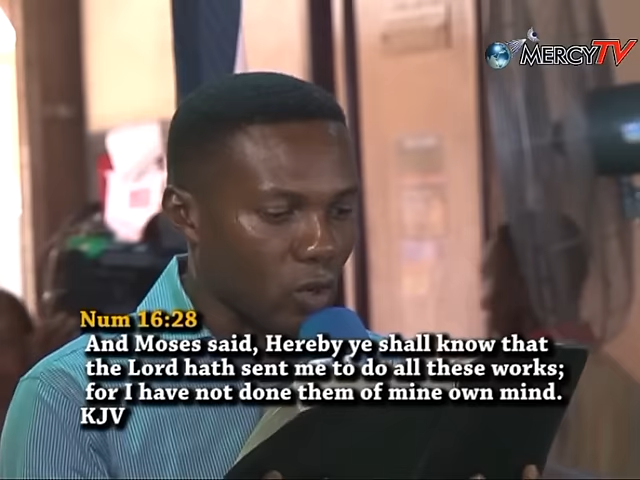 MERCYTV
Num 16:28
And Moses said, Hereby ye shall know that
the Lord hath sent me to do all these works;
for I have not done them of mine own mind.
KJV